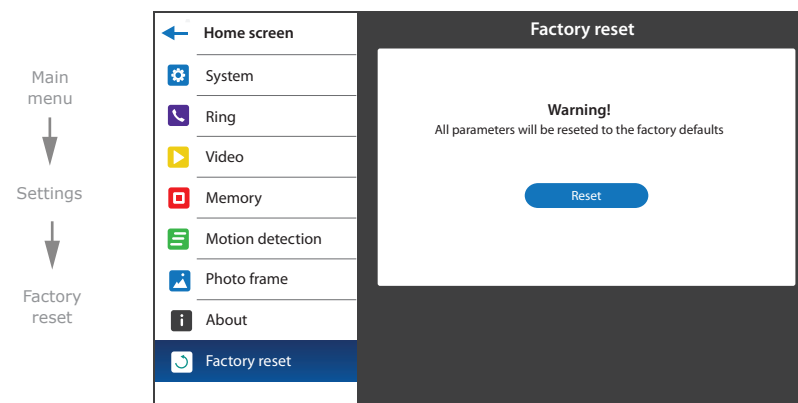 Main
menu
Settings
Factory
reset
Home screen
System
Ring
Video
Memory
Motion detection
Photo frame
About
Factory reset
Factory reset
Warning!
All parameters will be reseted to the factory defaults
Reset